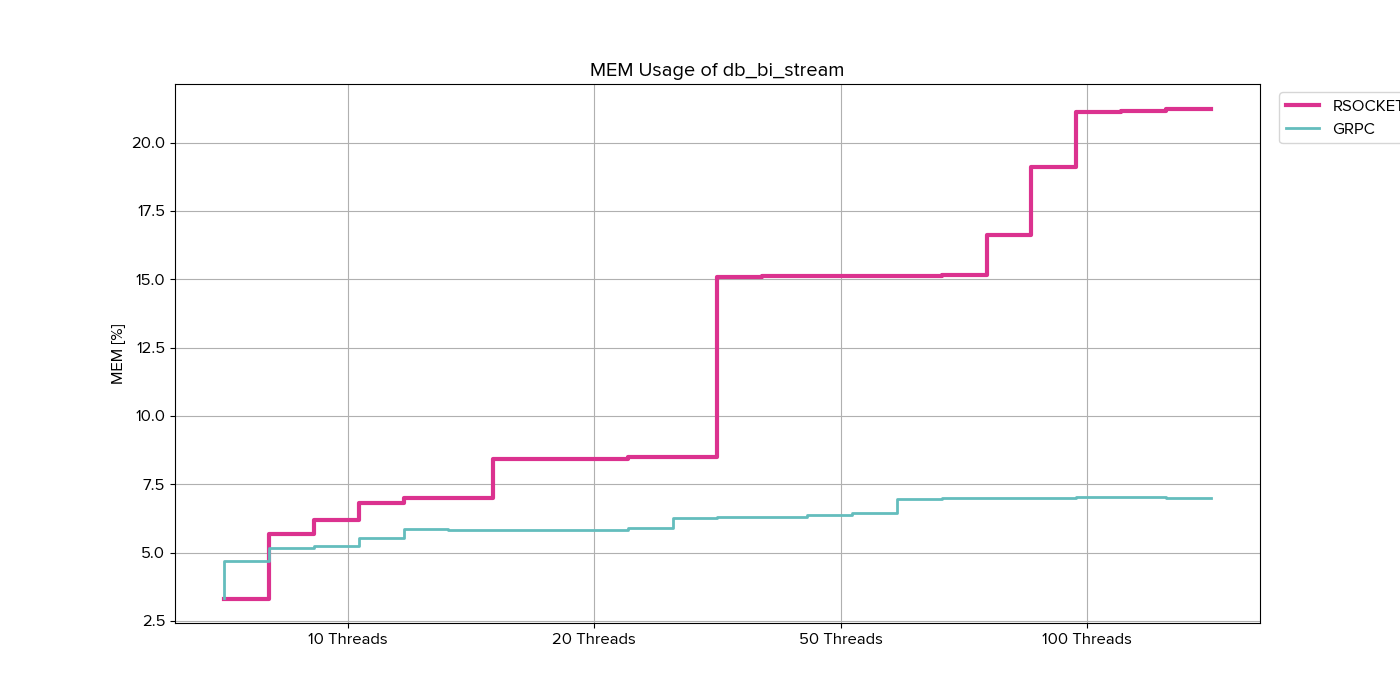 MEM Usage of db_bi_stream
RSOCKET
GRPC
20.0
17.5
15.0
12.5
10.0
7.5
5.0
2.5
MEM [%]
10 Threads
20 Threads
50 Threads
100 Threads